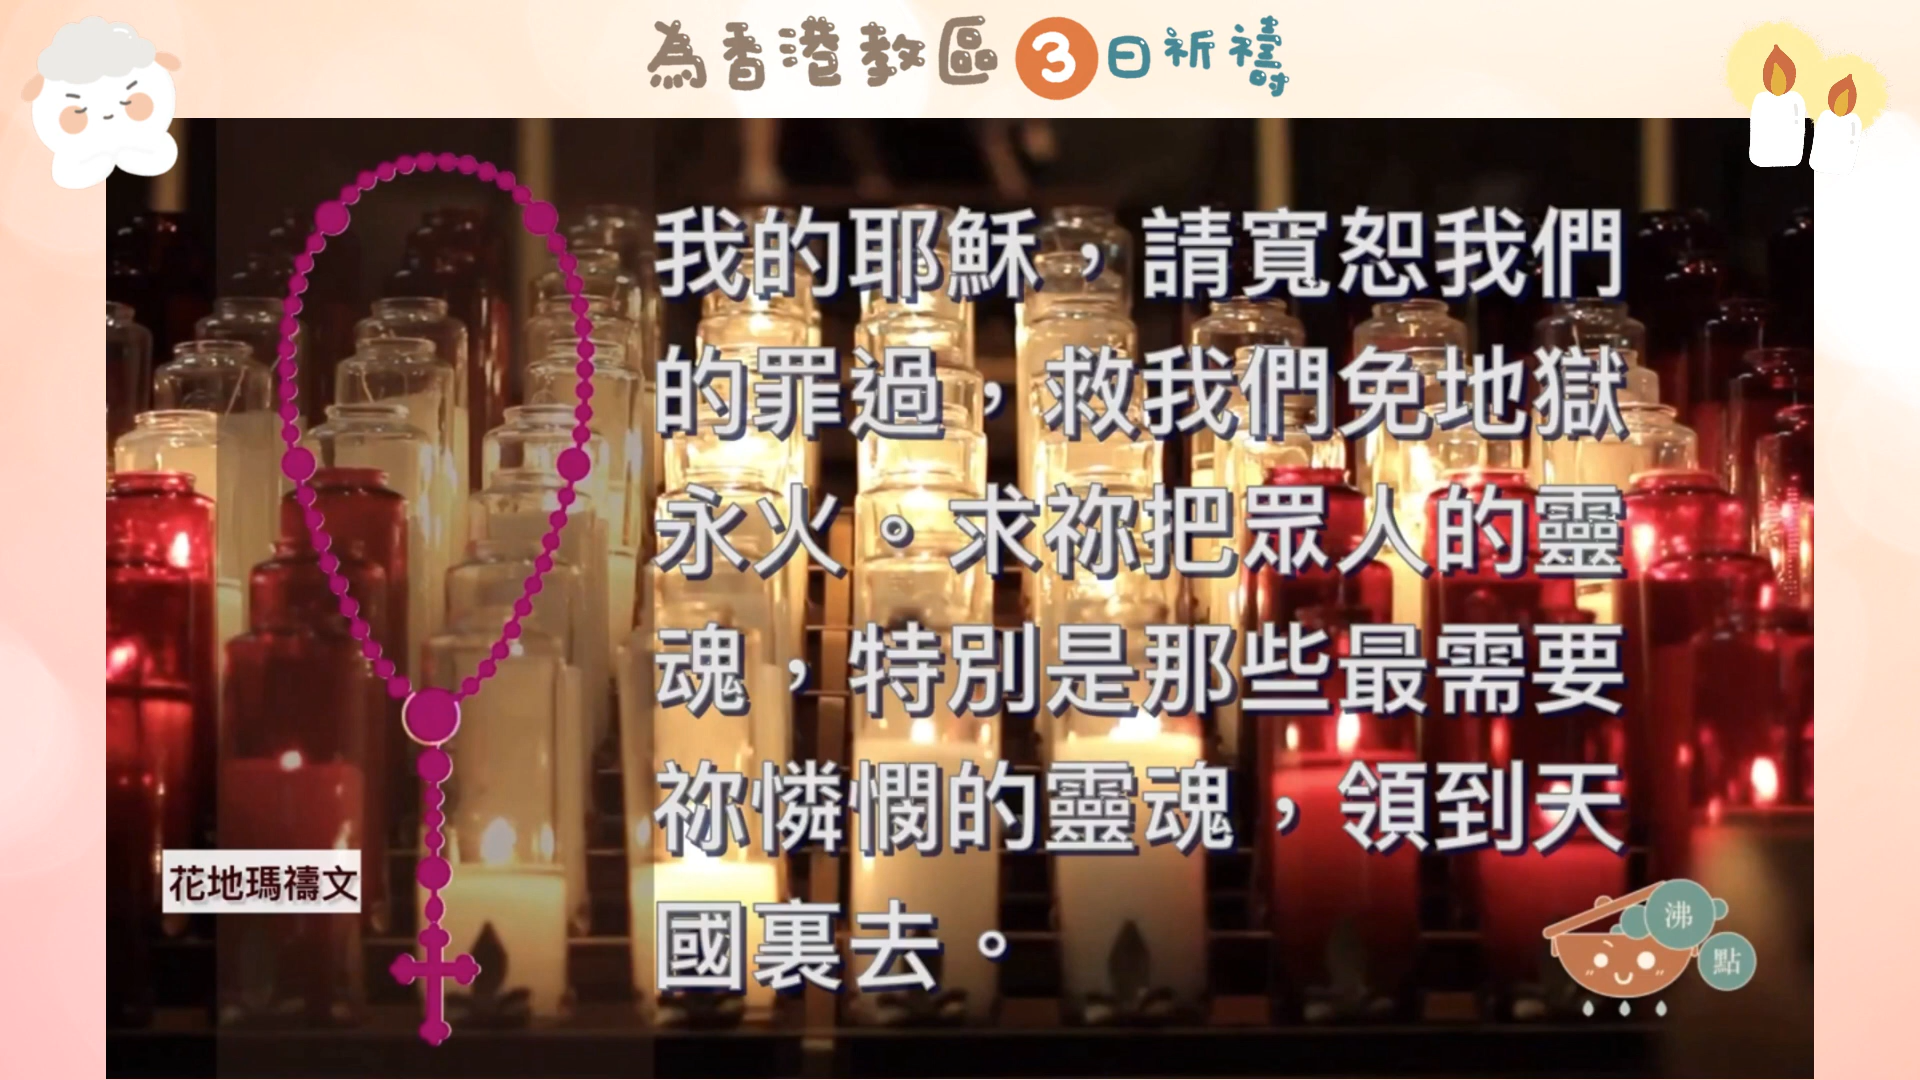 為香港教區3日祈禱
我的耶穌，請寬恕我們
的罪過，救我們免地獄
永火。求祢把眾人的靈
魂，特別是那些最需要
祢憐憫的靈魂，領到天
國裏去。
花地瑪禱文
沸
點